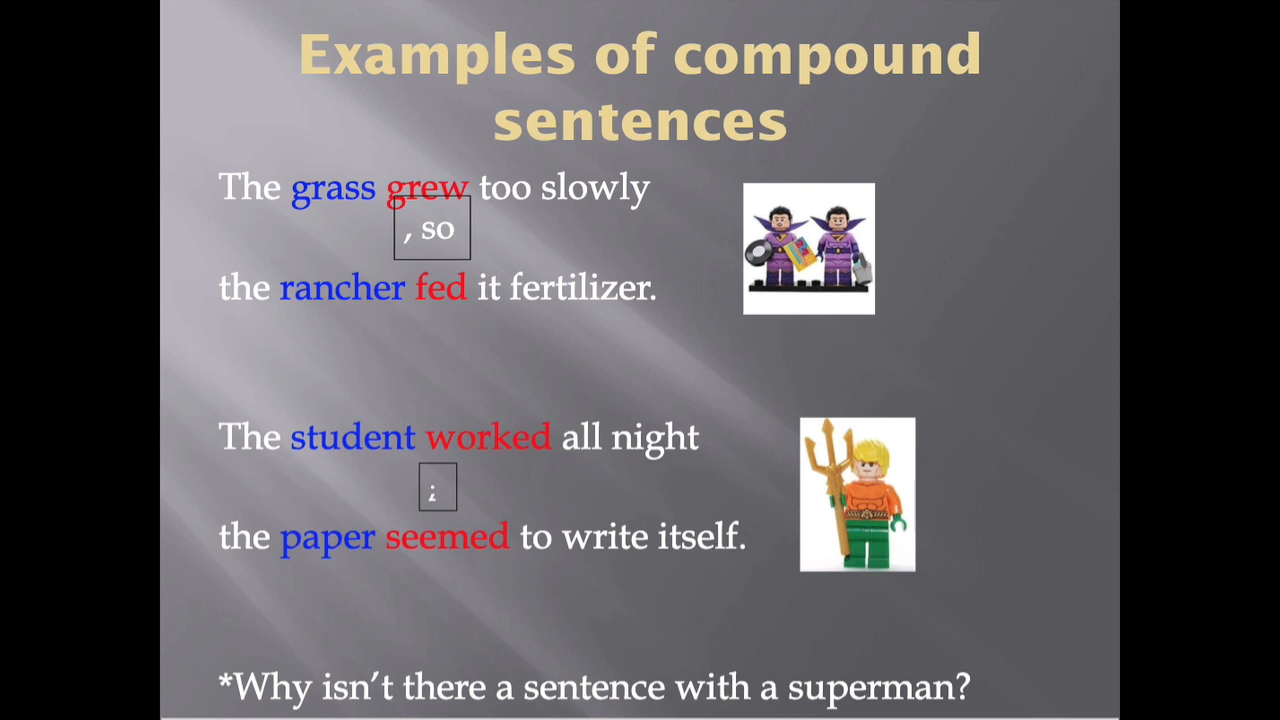 Examples of compound
sentences
The grass grew too slowly
, so
the rancher fed it fertilizer.
The student worked all night
;
the paper seemed to write itself.
*Why isn’t there a sentence with a superman?